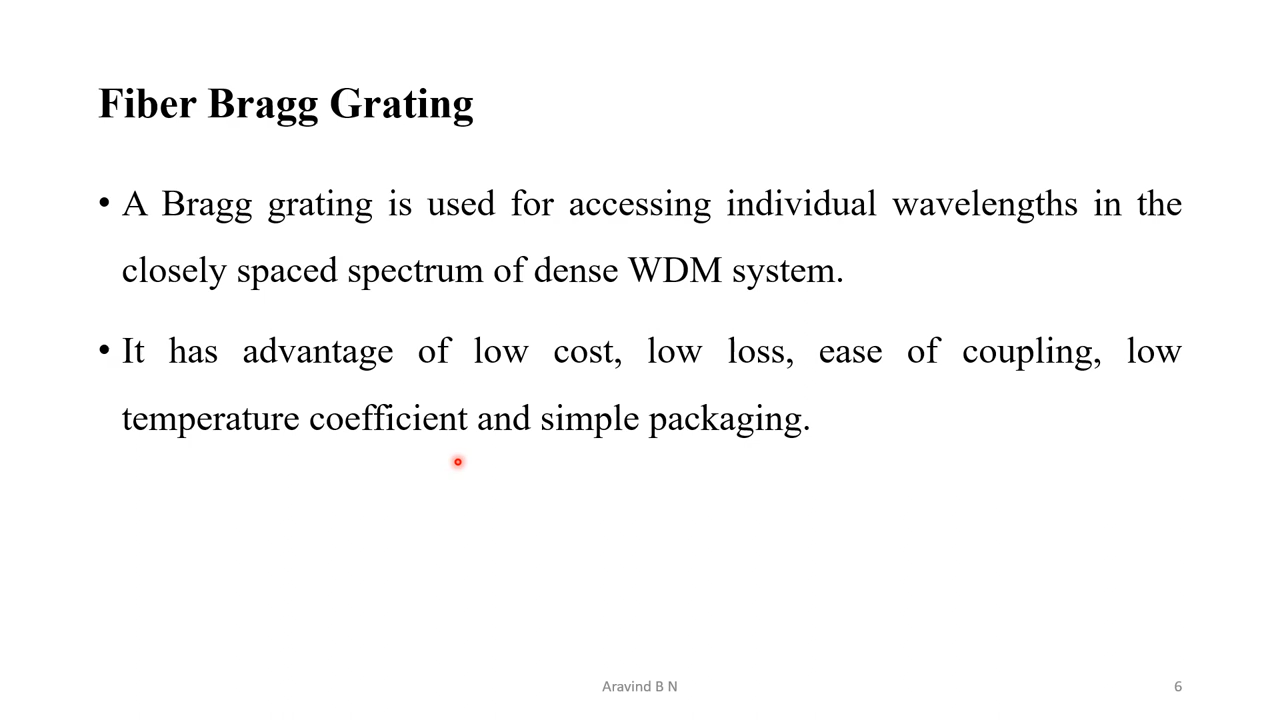 Fiber Bragg Grating
• A Bragg grating is used for accessing individual wavelengths in the
closely spaced spectrum of dense WDM system.
• It has advantage of low cost, low loss, ease of coupling, low
temperature coefficient and simple packaging.
Aravind B N
6